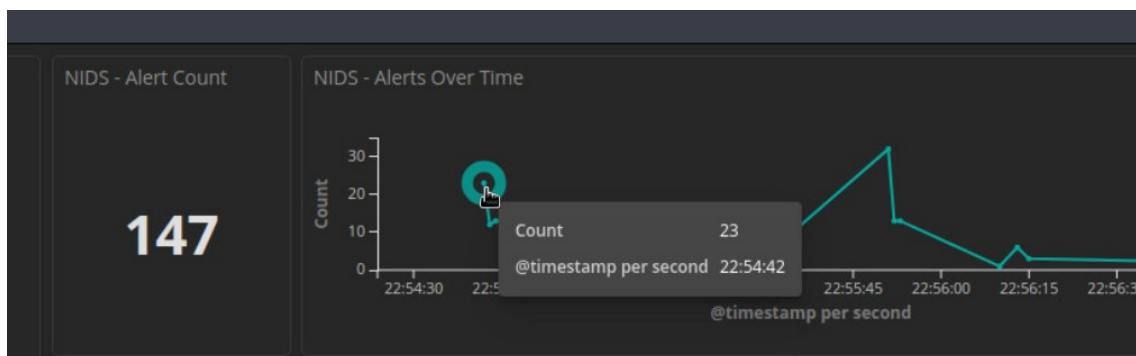 NIDS - Alert Count
147
NIDS - Alerts Over Time
Count
30
20
10
0
Count 23
@timestamp per second 22:54:42
22:54:30
22:55:45 22:56:00 22:56:15
@timestamp per second